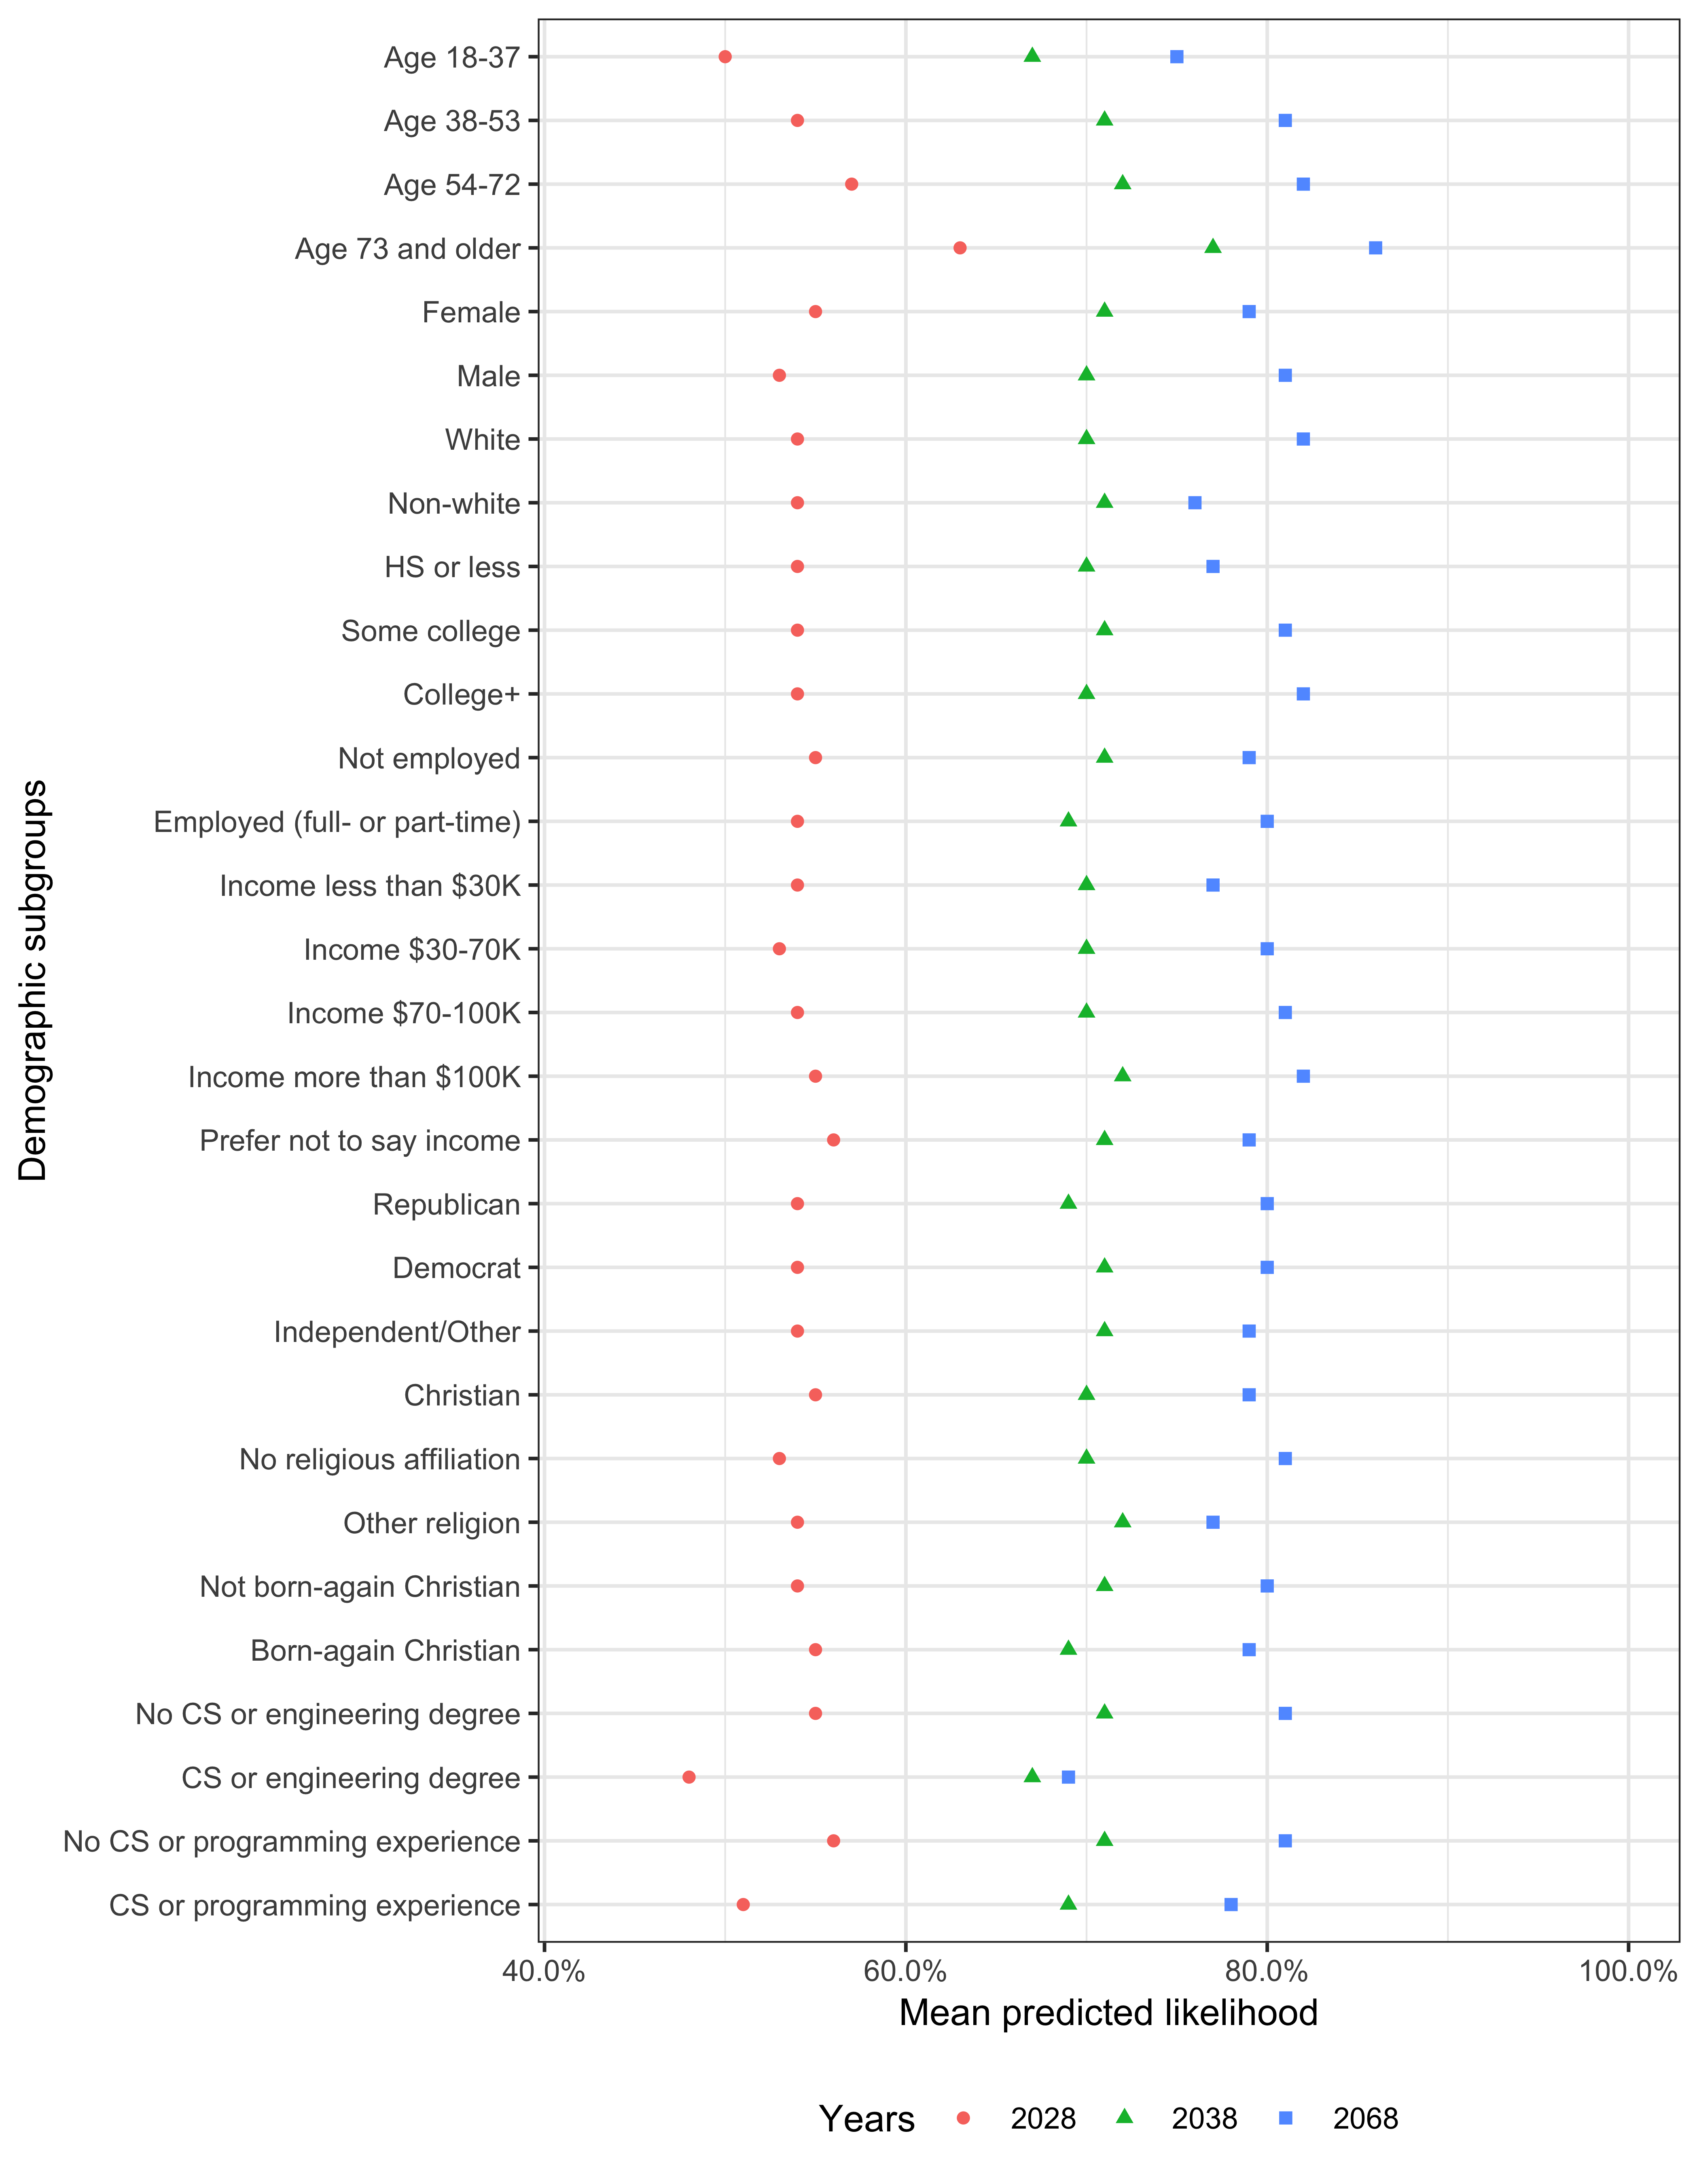 Age 18-37
Age 38-53
Age 54-72
Age 73 and older
Female
Male
White
Non-white
HS or less
Some college
College+
Not employed
Employed (full- or part-time)
Income less than $30K
Income $30-70K
Income $70-100K
Income more than $100K
Prefer not to say income
Republican
Democrat
Independent/Other
Christian
No religious affiliation
Other religion
Not born-again Christian
Born-again Christian
No CS or engineering degree
CS or engineering degree
No CS or programming experience
CS or programming experience
Demographic subgroups
40.0% 60.0% 80.0% 100.0%
Mean predicted likelihood
Years 2028 2038 2068